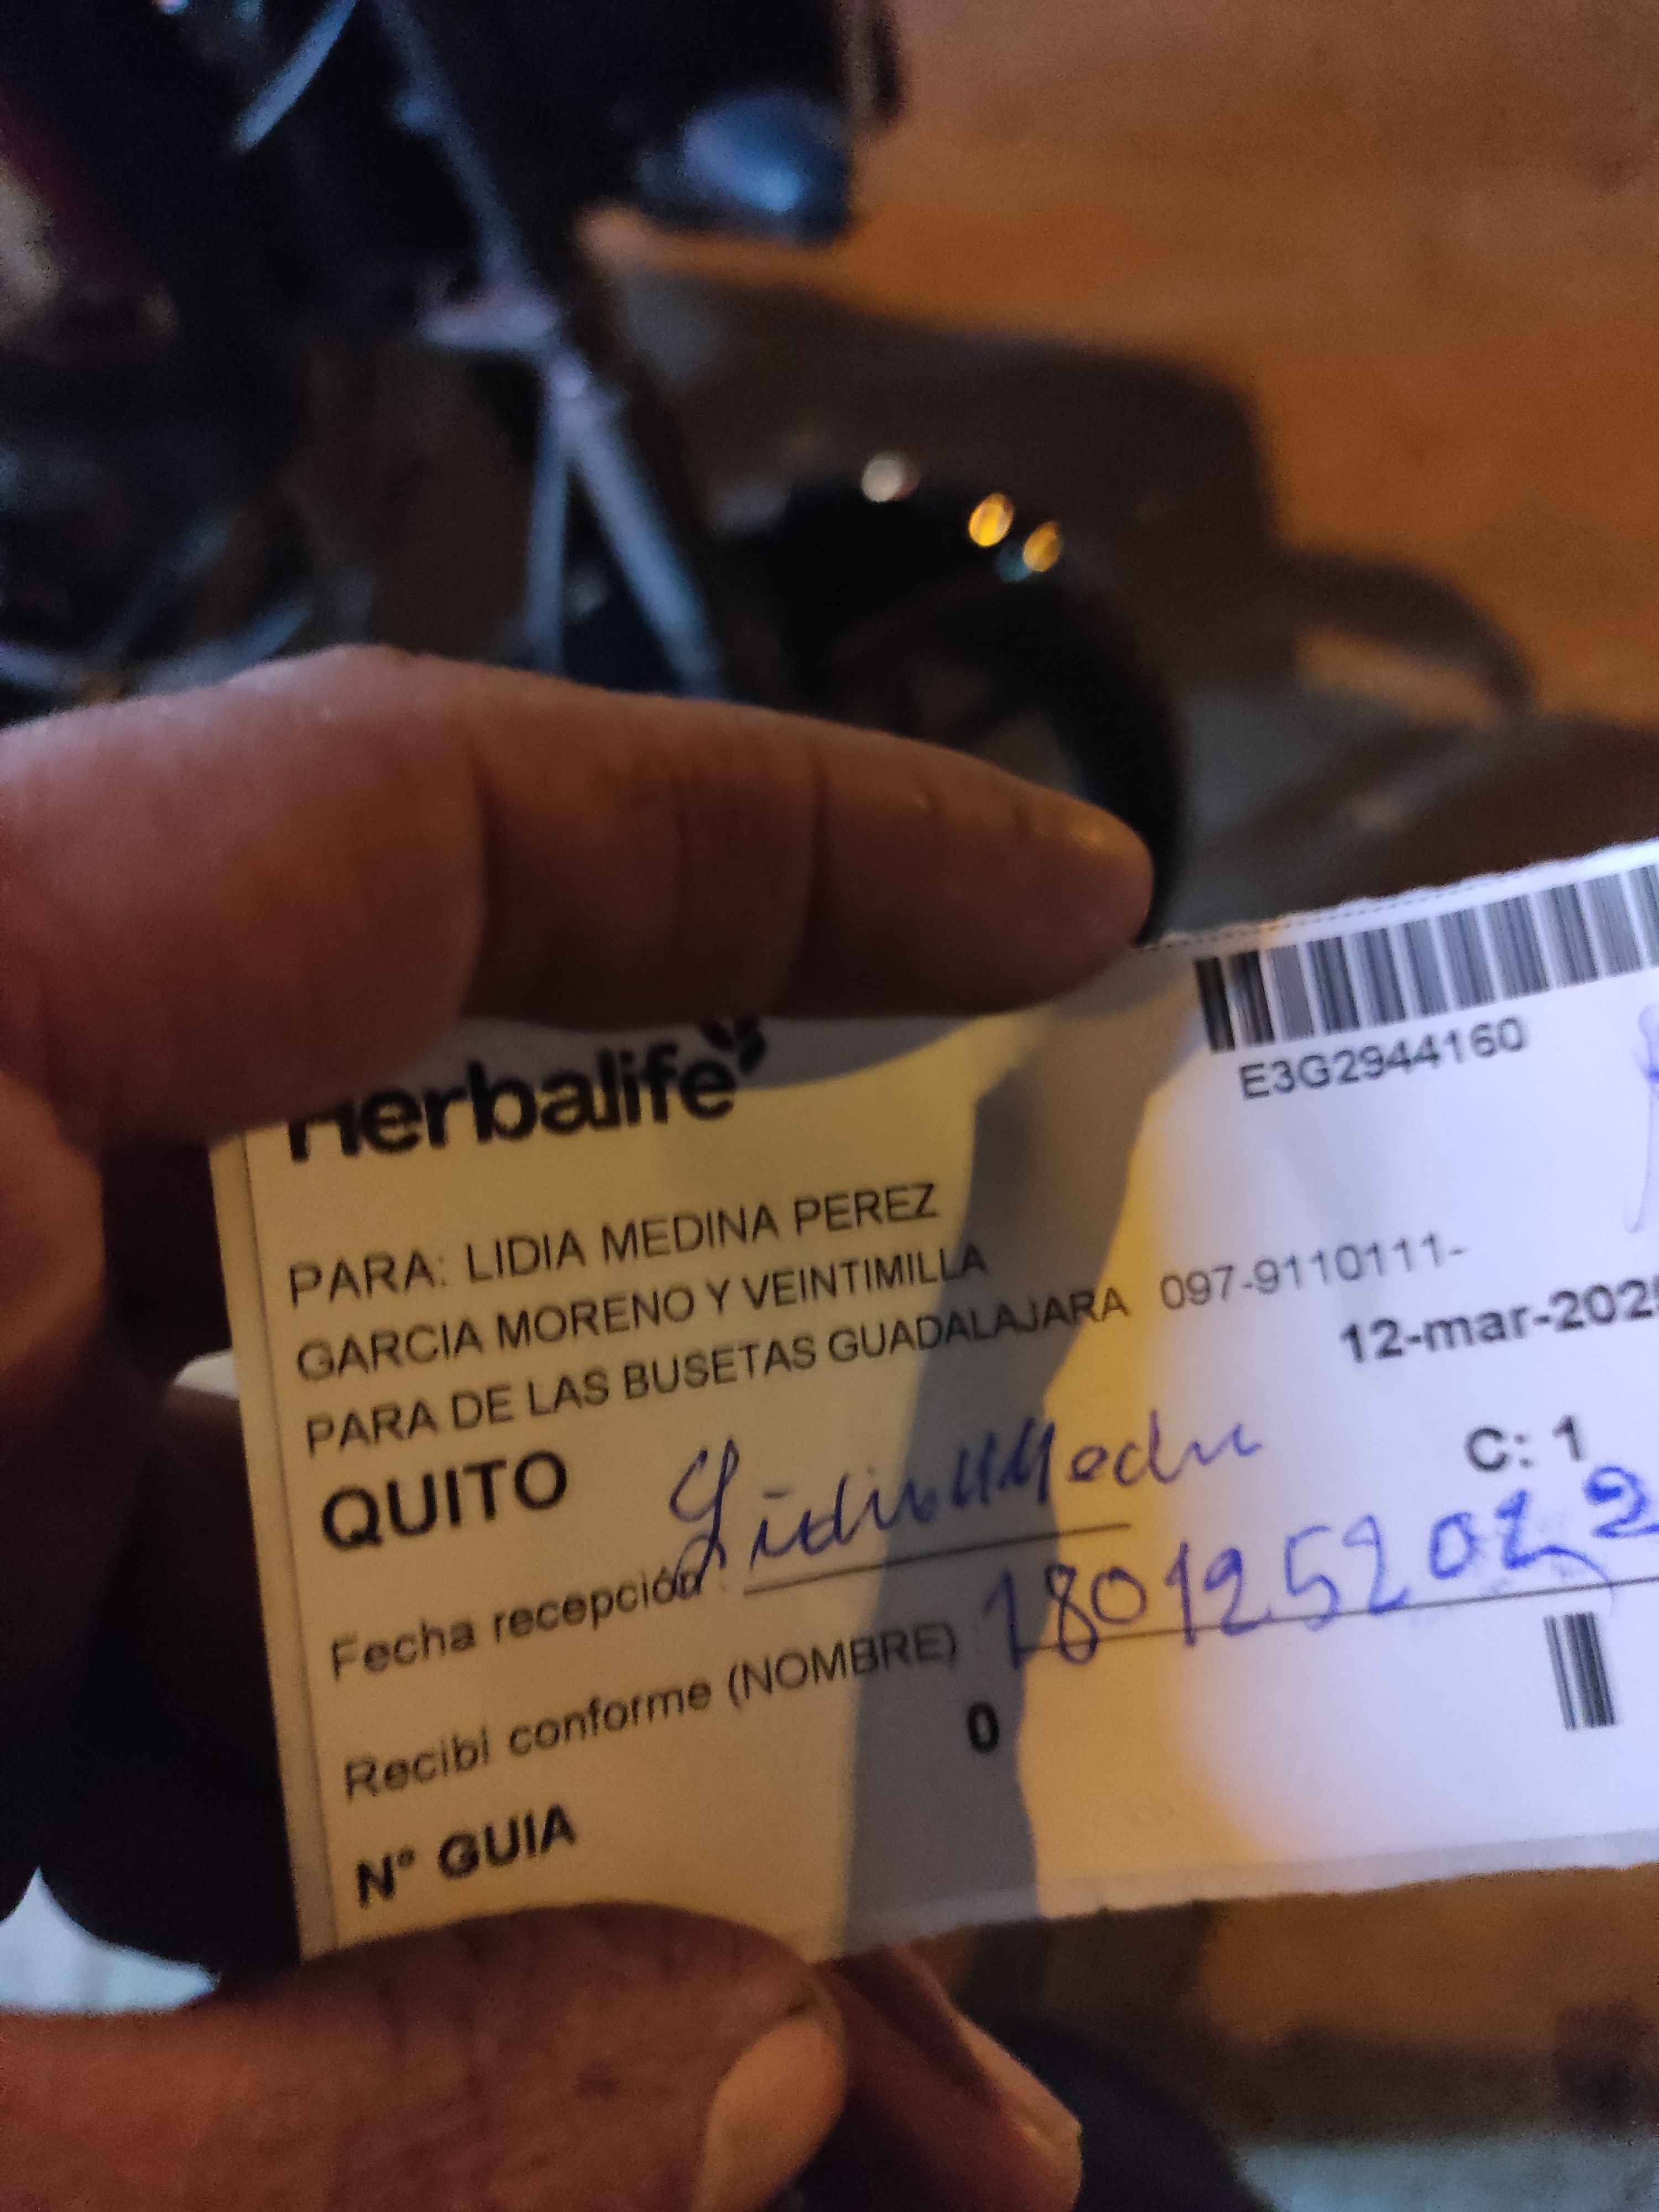 Herbalife
E3G2944160
PARA: LIDIA MEDINA PEREZ
GARCIA MORENO Y VEINTIMILLA
PARA DE LAS BUSETAS GUADALAJARA 097-9110111-
12-mar-202
QUITO
C: 1
Fecha recepción:
Recibi conforme (NOMBRE)
0
N° GUIA